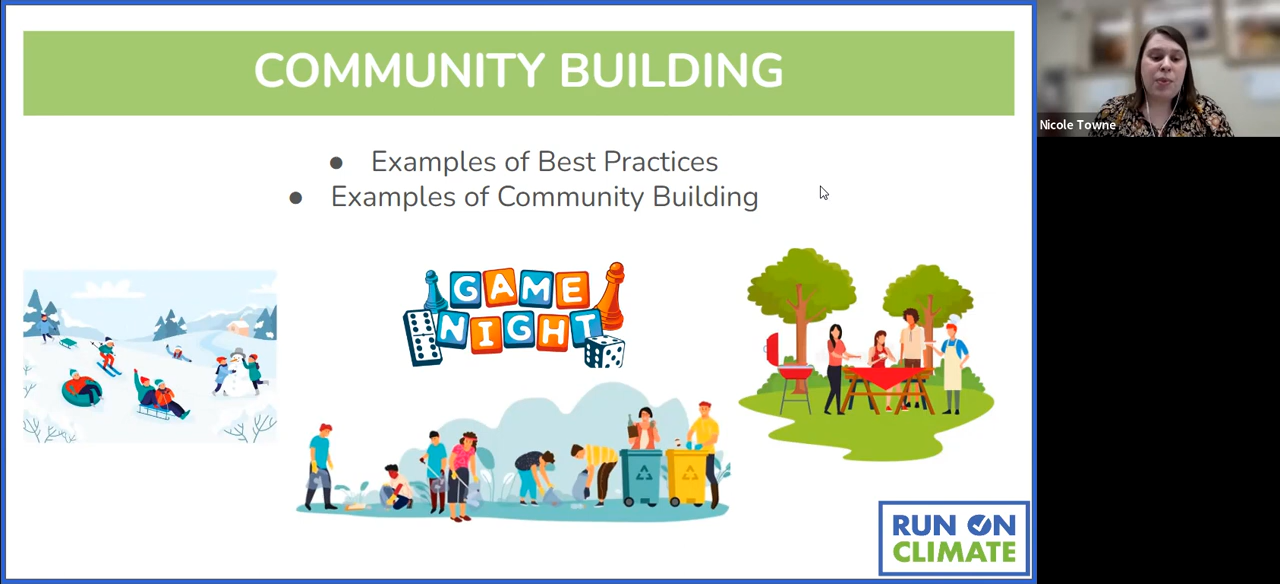 COMMUNITY BUILDING
● Examples of Best Practices
● Examples of Community Building
GAME
NIGHT
RUN ON
CLIMATE
Nicole Towne